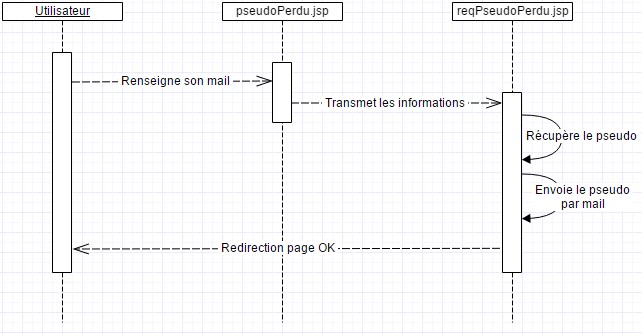 Utilisateur
pseudoPerdu.jsp
reqPseudoPerdu.jsp
Renseigne son mail
Transmet les informations
Récupère le pseudo
Envoie le pseudo
par mail
Redirection page OK